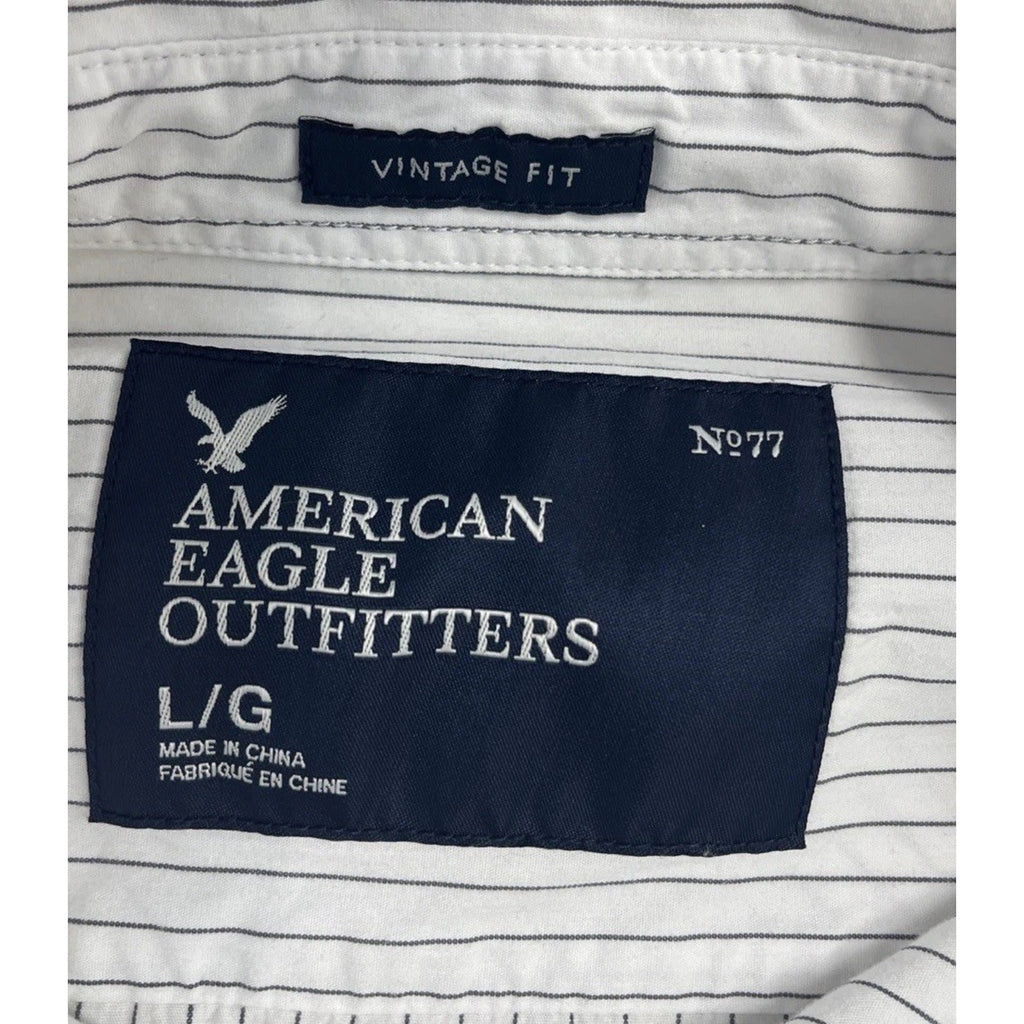 VINTAGE FIT
Nº77
AMERICAN
EAGLE
OUTFITTERS
L/G
MADE IN CHINA
FABRIQUÉ EN CHINE